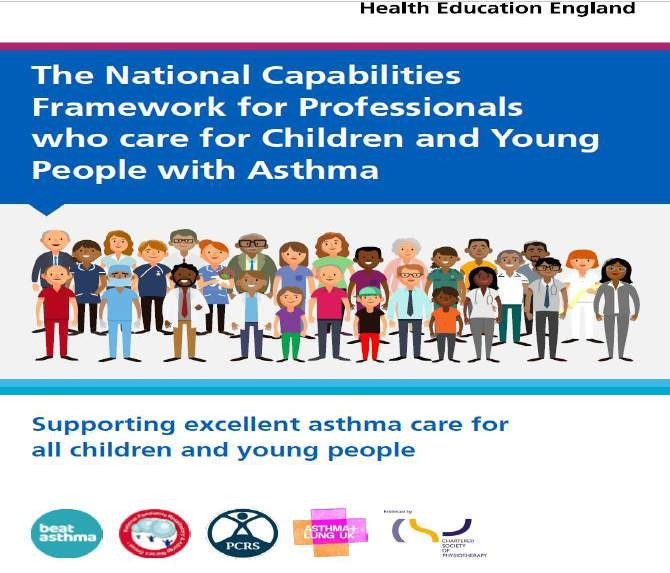 Health Education England
The National Capabilities
Framework for Professionals
who care for Children and Young
People with Asthma
Supporting excellent asthma care for
all children and young people
beat
asthma
PCRS
ASTHMA+
LUNG UK
Endorsed by
CHARTERED
SOCIETY
OF
PHYSIOTHERAPY